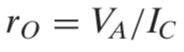 r_O = V_A/I_C